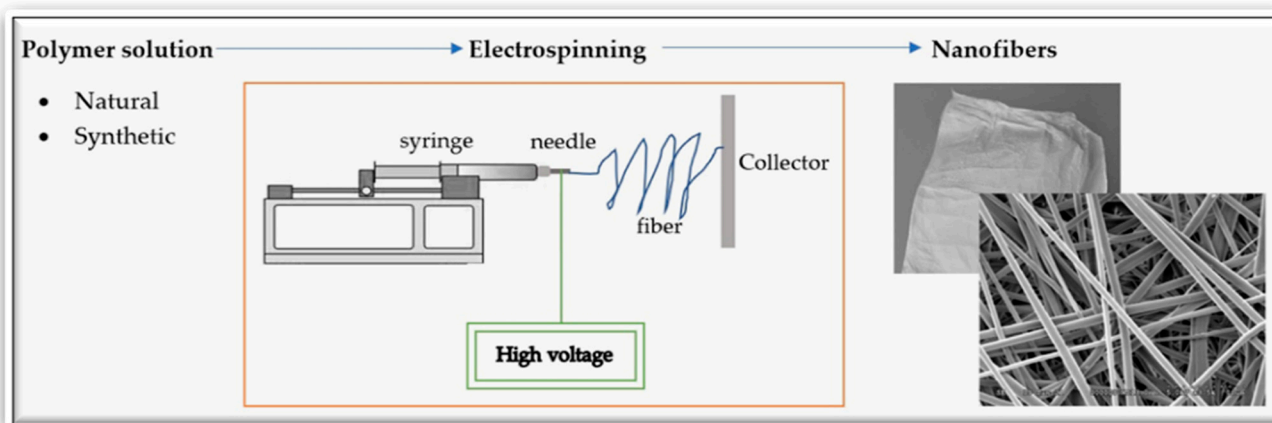 Polymer solution
Electrospinning
Nanofibers
• Natural
• Synthetic
syringe
needle
Collector
fiber
High voltage